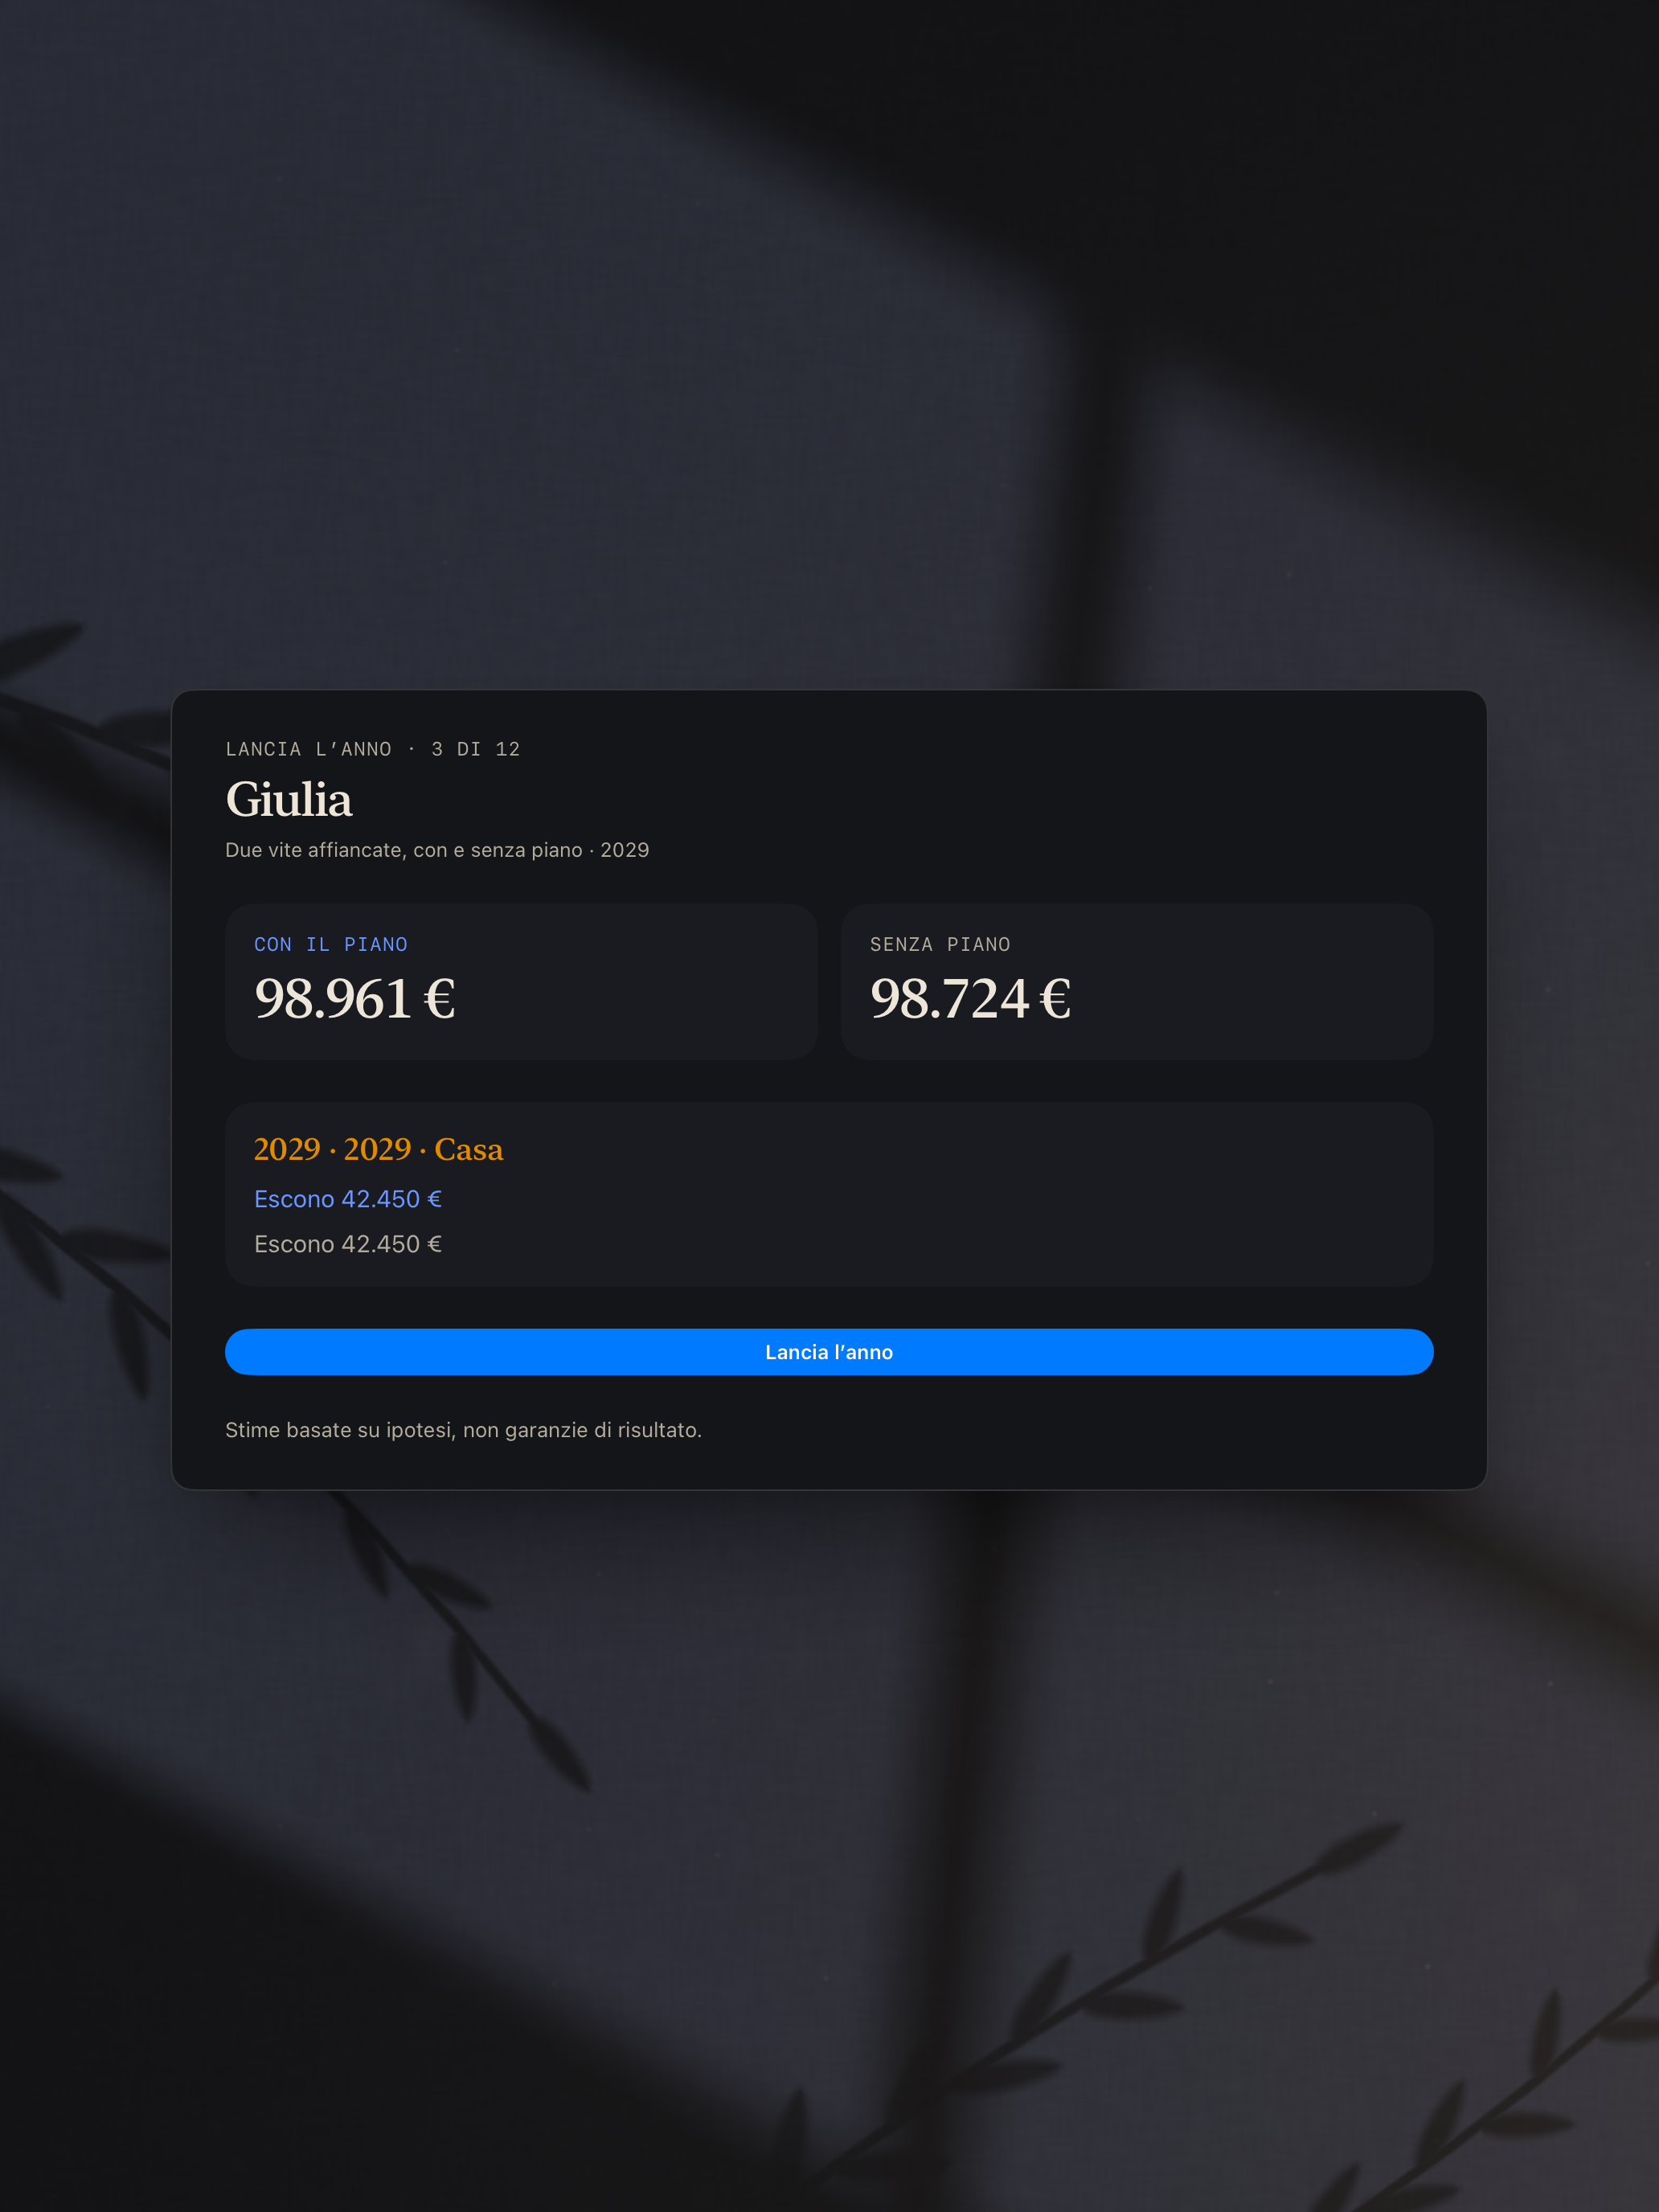 LANCIA L’ANNO · 3 DI 12
Giulia
Due vite affiancate, con e senza piano · 2029
CON IL PIANO
98.961 €
SENZA PIANO
98.724 €
2029 · 2029 · Casa
Escono 42.450 €
Escono 42.450 €
Lancia l’anno
Stime basate su ipotesi, non garanzie di risultato.